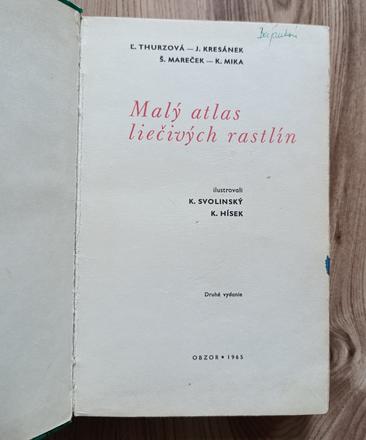 Ľ. THURZOVÁ — J. KRESÁNEK
Š. MAREČEK — K. MIKA
Malý atlas
liečivých rastlín
ilustrovali
K. SVOLINSKÝ
K. HÍSEK
Druhé vydanie
OBZOR • 1965